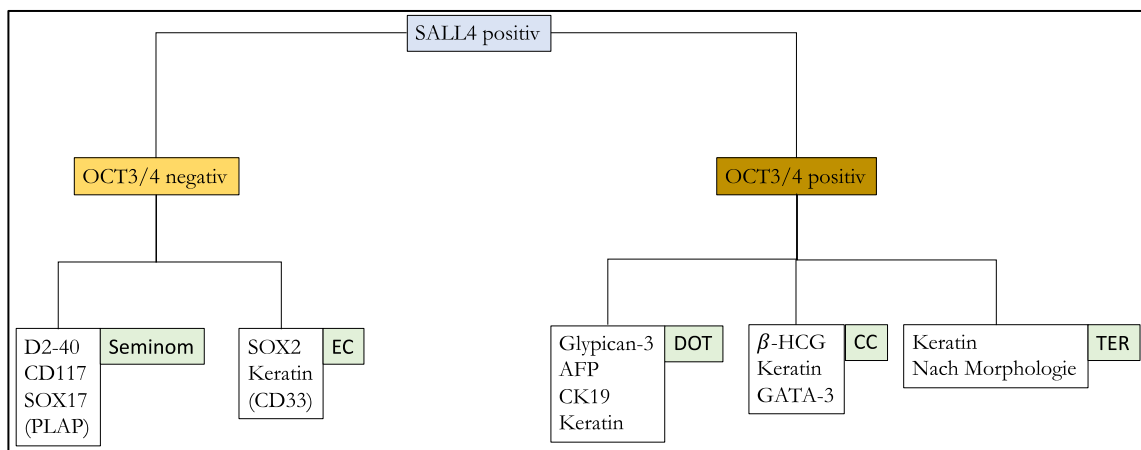 SALL4 positiv
OCT3/4 negativ
OCT3/4 positiv
D2-40
CD117
SOX17
(PLAP)
Seminom
SOX2
Keratin
(CD33)
EC
Glypican-3
AFP
CK19
Keratin
DOT
β-HCG
Keratin
GATA-3
CC
Keratin
Nach Morphologie
TER